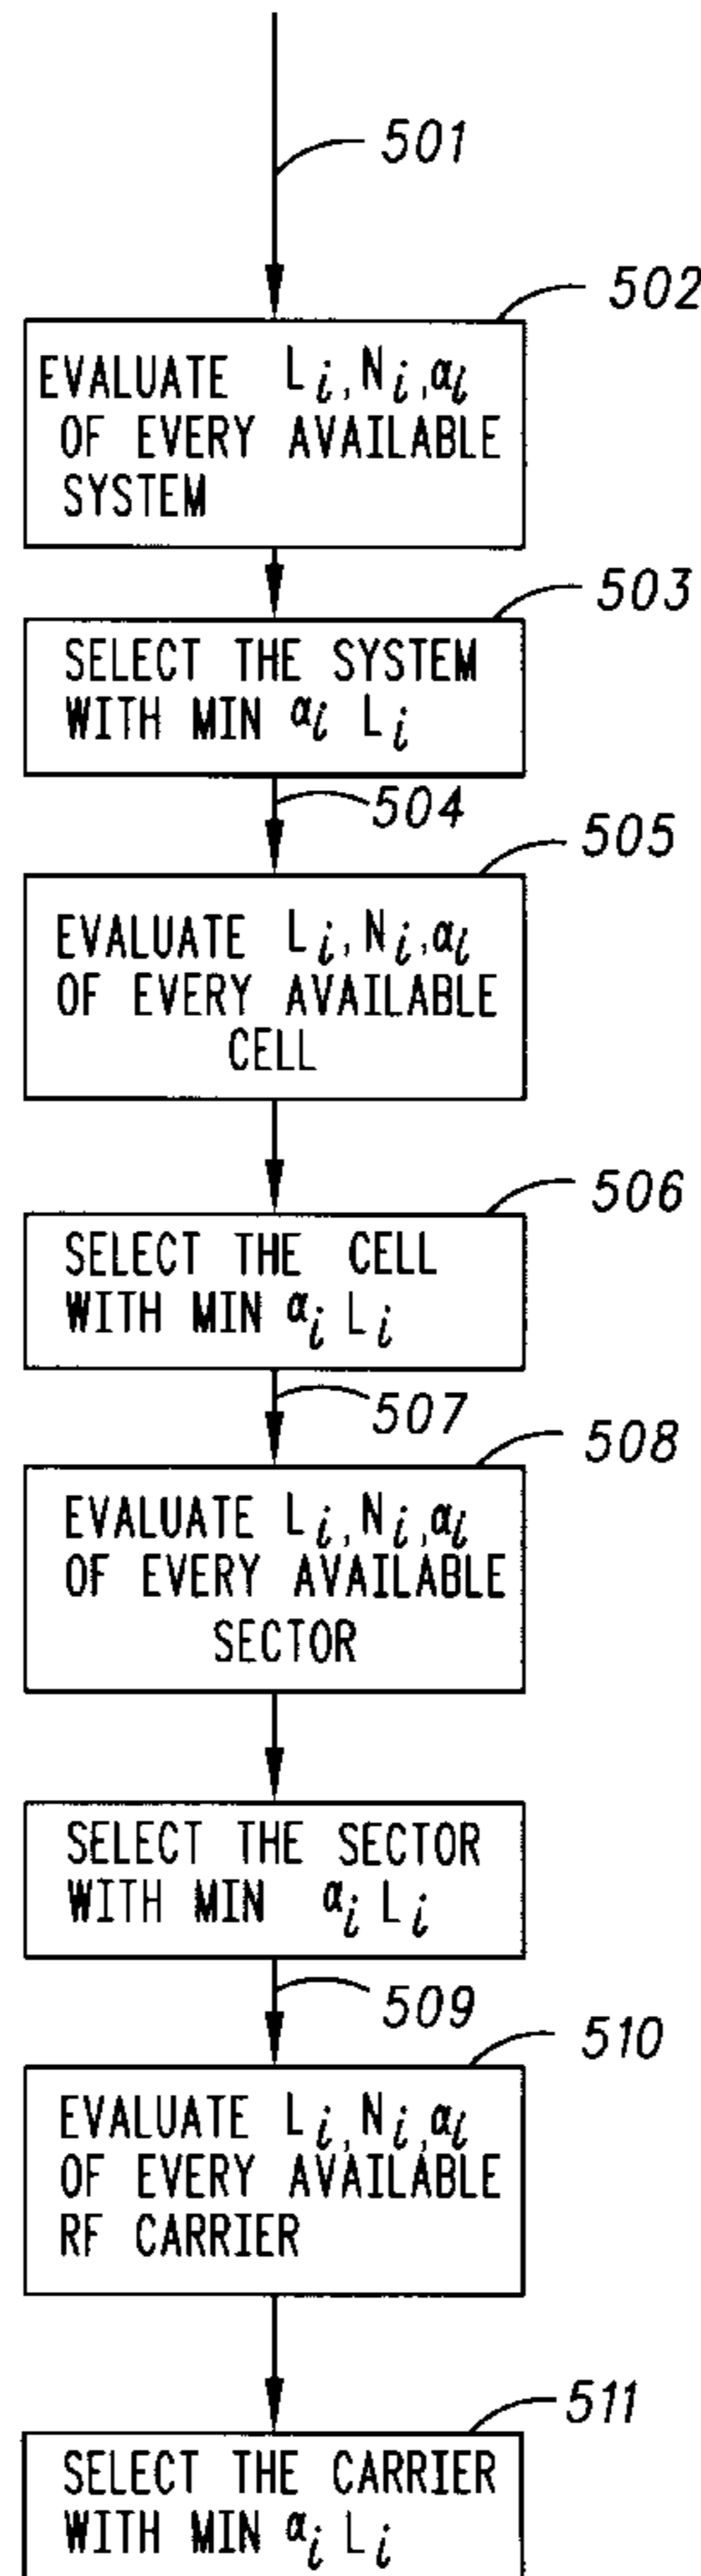 501
502
EVALUATE Li, Ni, αi
OF EVERY AVAILABLE
SYSTEM
503
SELECT THE SYSTEM
WITH MIN αi Li
504
505
EVALUATE Li, Ni, αi
OF EVERY AVAILABLE
CELL
506
SELECT THE CELL
WITH MIN αi Li
507
508
EVALUATE Li, Ni, αi
OF EVERY AVAILABLE
SECTOR
SELECT THE SECTOR
WITH MIN αi Li
509
510
EVALUATE Li, Ni, αi
OF EVERY AVAILABLE
RF CARRIER
511
SELECT THE CARRIER
WITH MIN αi Li